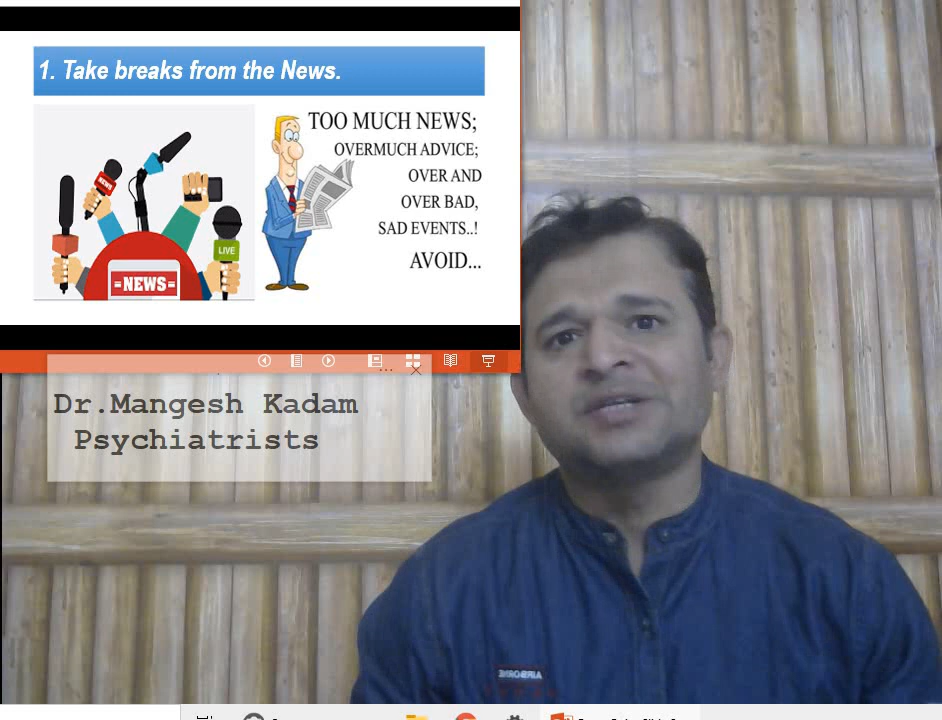 1. Take breaks from the News.
TOO MUCH NEWS;
OVERMUCH ADVICE;
OVER AND
OVER BAD,
SAD EVENTS..!
AVOID...
NEWS
LIVE
=NEWS=
Dr.Mangesh Kadam
Psychiatrists